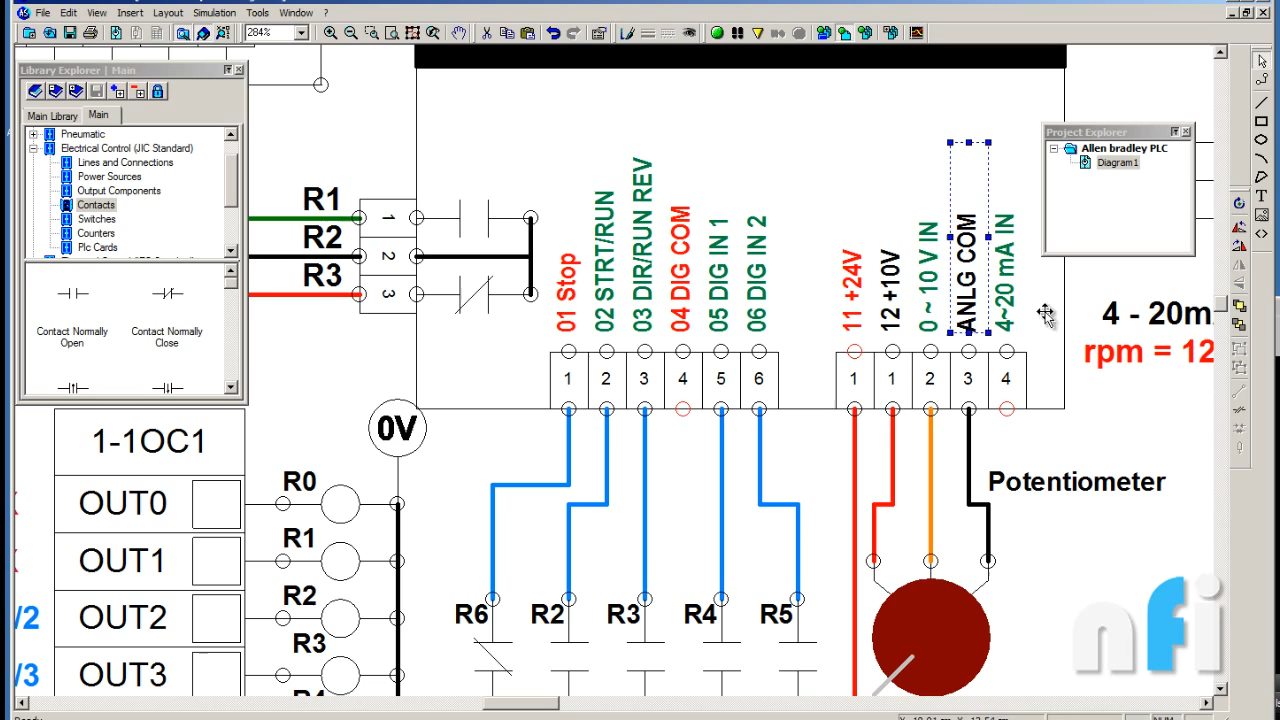 File Edit View Insert Layout Simulation Tools Window ?
284%
Library Explorer | Main
Main Library Main
Pneumatic
Electrical Control (JIC Standard)
Lines and Connections
Power Sources
Output Components
Contacts
Switches
Counters
Plc Cards
Contact Normally Open
Contact Normally Close
Project Explorer
Allen bradley PLC
Diagram1
R1
R2
R3
1
2
3
01 Stop
02 STRT/RUN
03 DIR/RUN REV
04 DIG COM
05 DIG IN 1
06 DIG IN 2
11 +24V
12 +10V
0 ~ 10 V IN
ANLG COM
4~20 mA IN
1 2 3 4 5 6
1 1 2 3 4
4 - 20m
rpm = 12
0V
Potentiometer
1-1OC1
OUT0
OUT1
OUT2
OUT3
R0
R1
R2
R3
/2
/3
R6 R2 R3 R4 R5
nfi